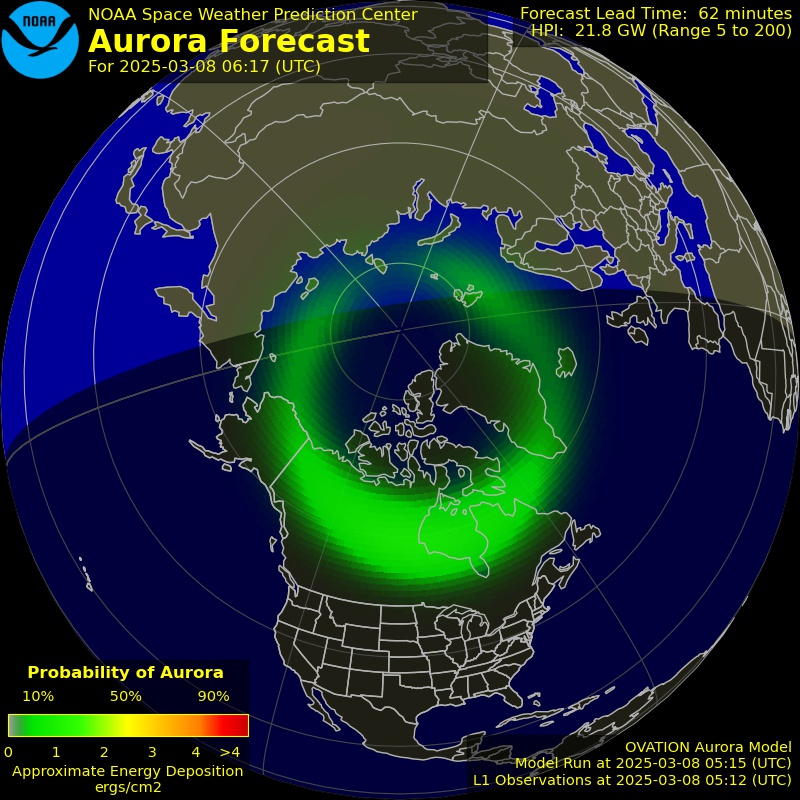 NOAA
NOAA Space Weather Prediction Center
Aurora Forecast
For 2025-03-08 06:17 (UTC)
Forecast Lead Time: 62 minutes
HPI: 21.8 GW (Range 5 to 200)
Probability of Aurora
10% 50% 90%
0 1 2 3 4 >4
Approximate Energy Deposition
ergs/cm2
OVATION Aurora Model
Model Run at 2025-03-08 05:15 (UTC)
L1 Observations at 2025-03-08 05:12 (UTC)